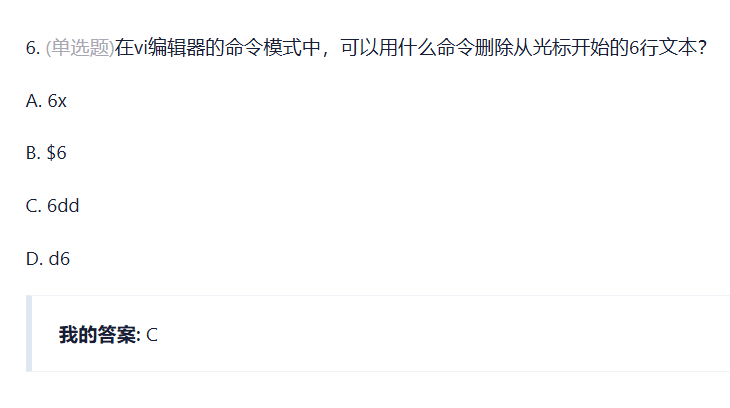 6. (单选题)在vi编辑器的命令模式中，可以用什么命令删除从光标开始的6行文本?
A. 6x
B. $6
C. 6dd
D. d6
我的答案: C